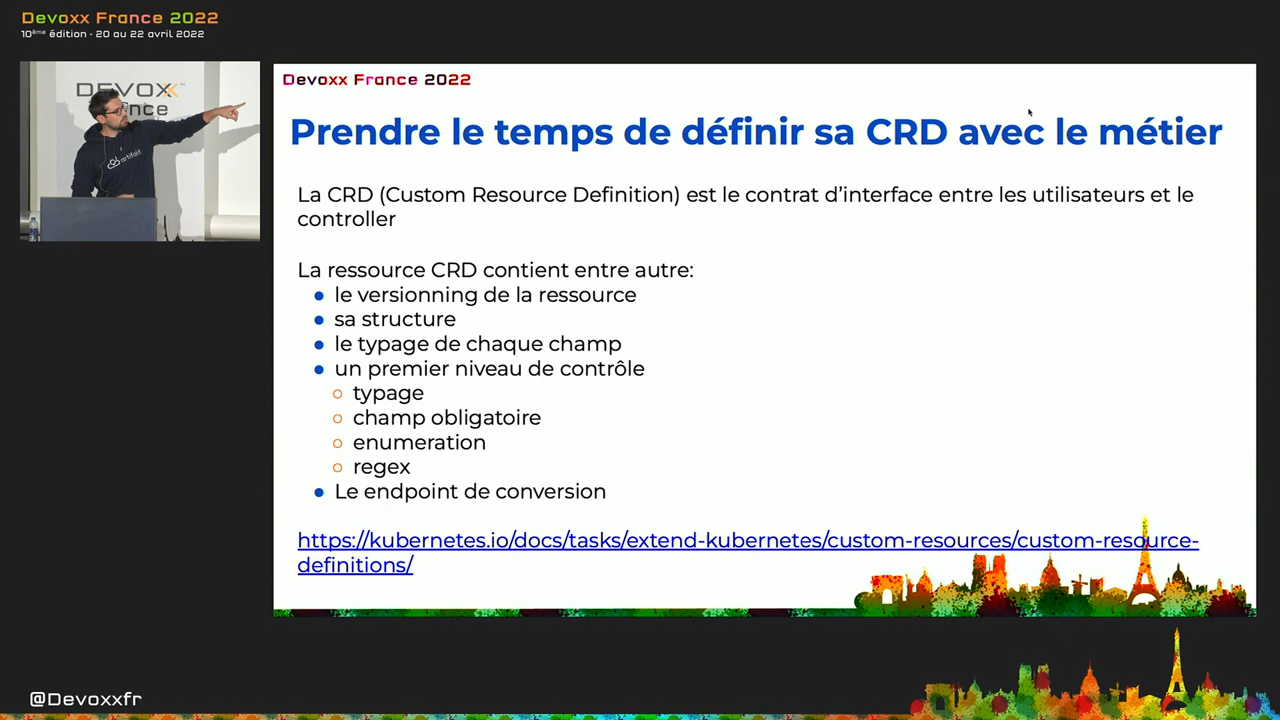 Devoxx France 2022
10ème édition - 20 au 22 avril 2022
DEVOXX™
nce
artifakt
Devoxx France 2022
Prendre le temps de définir sa CRD avec le métier
La CRD (Custom Resource Definition) est le contrat d’interface entre les utilisateurs et le
controller
La ressource CRD contient entre autre:
● le versionning de la ressource
● sa structure
● le typage de chaque champ
● un premier niveau de contrôle
○ typage
○ champ obligatoire
○ enumeration
○ regex
● Le endpoint de conversion
https://kubernetes.io/docs/tasks/extend-kubernetes/custom-resources/custom-resource-
definitions/
@Devoxxfr